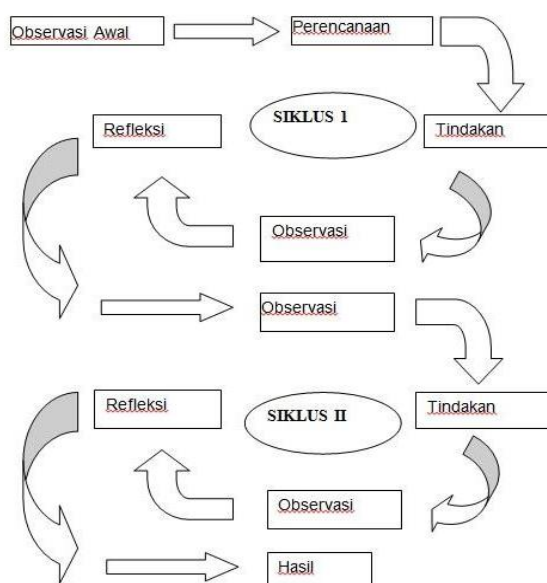 Observasi Awal
Perencanaan
Refleksi
SIKLUS 1
Tindakan
Observasi
Observasi
Refleksi
SIKLUS II
Tindakan
Observasi
Hasil